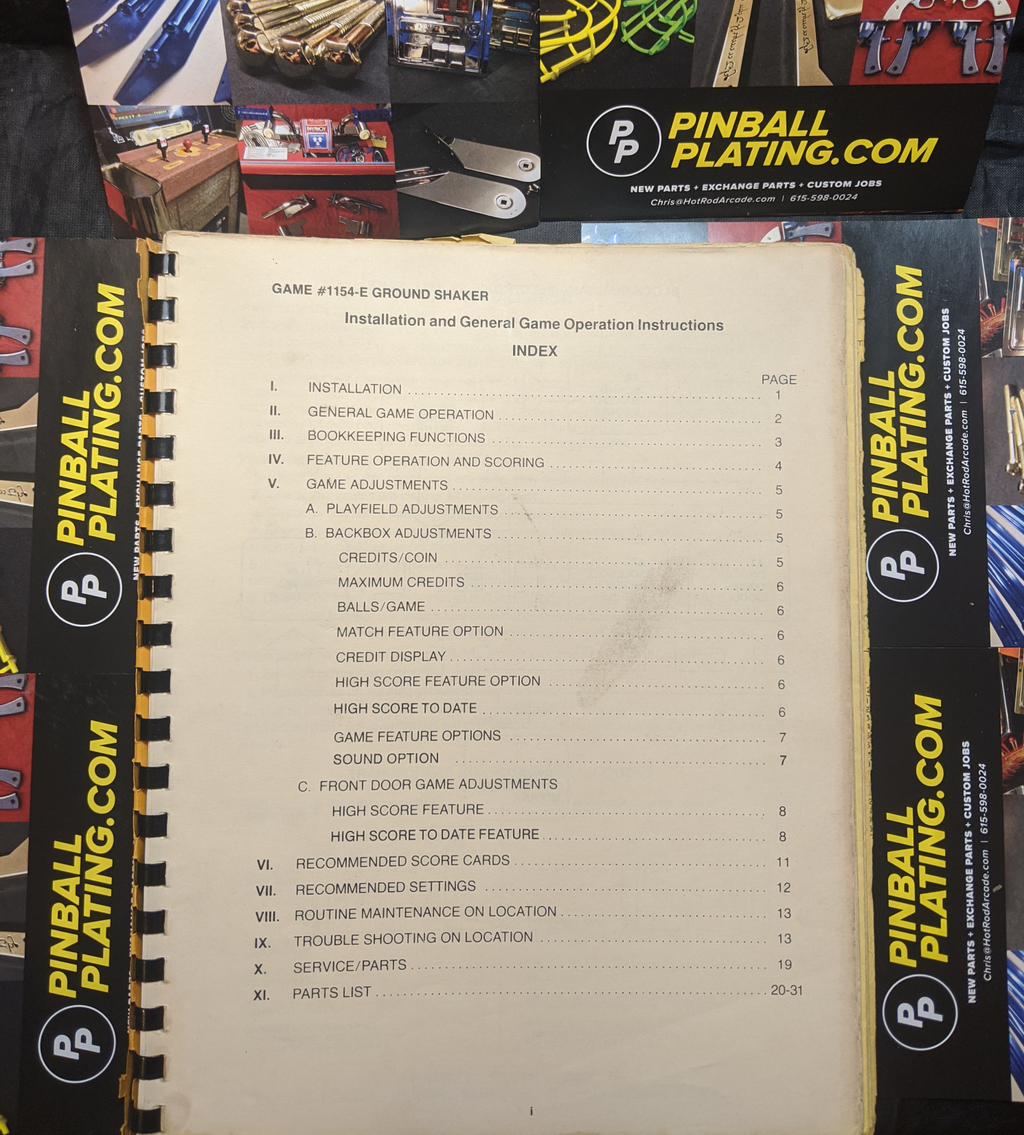 PP
PINBALL
PLATING.COM
NEW PARTS + EXCHANGE PARTS + CUSTOM JOBS
Chris@HotRodArcade.com | 615-598-0024
GAME #1154-E GROUND SHAKER
Installation and General Game Operation Instructions
INDEX
PAGE
I. INSTALLATION 1
II. GENERAL GAME OPERATION 2
III. BOOKKEEPING FUNCTIONS 3
IV. FEATURE OPERATION AND SCORING 4
V. GAME ADJUSTMENTS 5
A. PLAYFIELD ADJUSTMENTS 5
B. BACKBOX ADJUSTMENTS 5
CREDITS/COIN 5
MAXIMUM CREDITS 6
BALLS/GAME 6
MATCH FEATURE OPTION 6
CREDIT DISPLAY 6
HIGH SCORE FEATURE OPTION 6
HIGH SCORE TO DATE 6
GAME FEATURE OPTIONS 7
SOUND OPTION 7
C. FRONT DOOR GAME ADJUSTMENTS
HIGH SCORE FEATURE 8
HIGH SCORE TO DATE FEATURE 8
VI. RECOMMENDED SCORE CARDS 11
VII. RECOMMENDED SETTINGS 12
VIII. ROUTINE MAINTENANCE ON LOCATION 13
IX. TROUBLE SHOOTING ON LOCATION 13
X. SERVICE/PARTS 19
XI. PARTS LIST 20-31
i
PP
PINBALL
PLATING.COM
PP
PINBALL
PLATING.COM
PP
PINBALL
PLATING.COM
NEW PARTS + EXCHANGE PARTS + CUSTOM JOBS
Chris@HotRodArcade.com | 615-598-0024
PP
PINBALL
PLATING.COM
NEW PARTS + EXCHANGE PARTS + CUSTOM JOBS
Chris@HotRodArcade.com | 615-598-0024